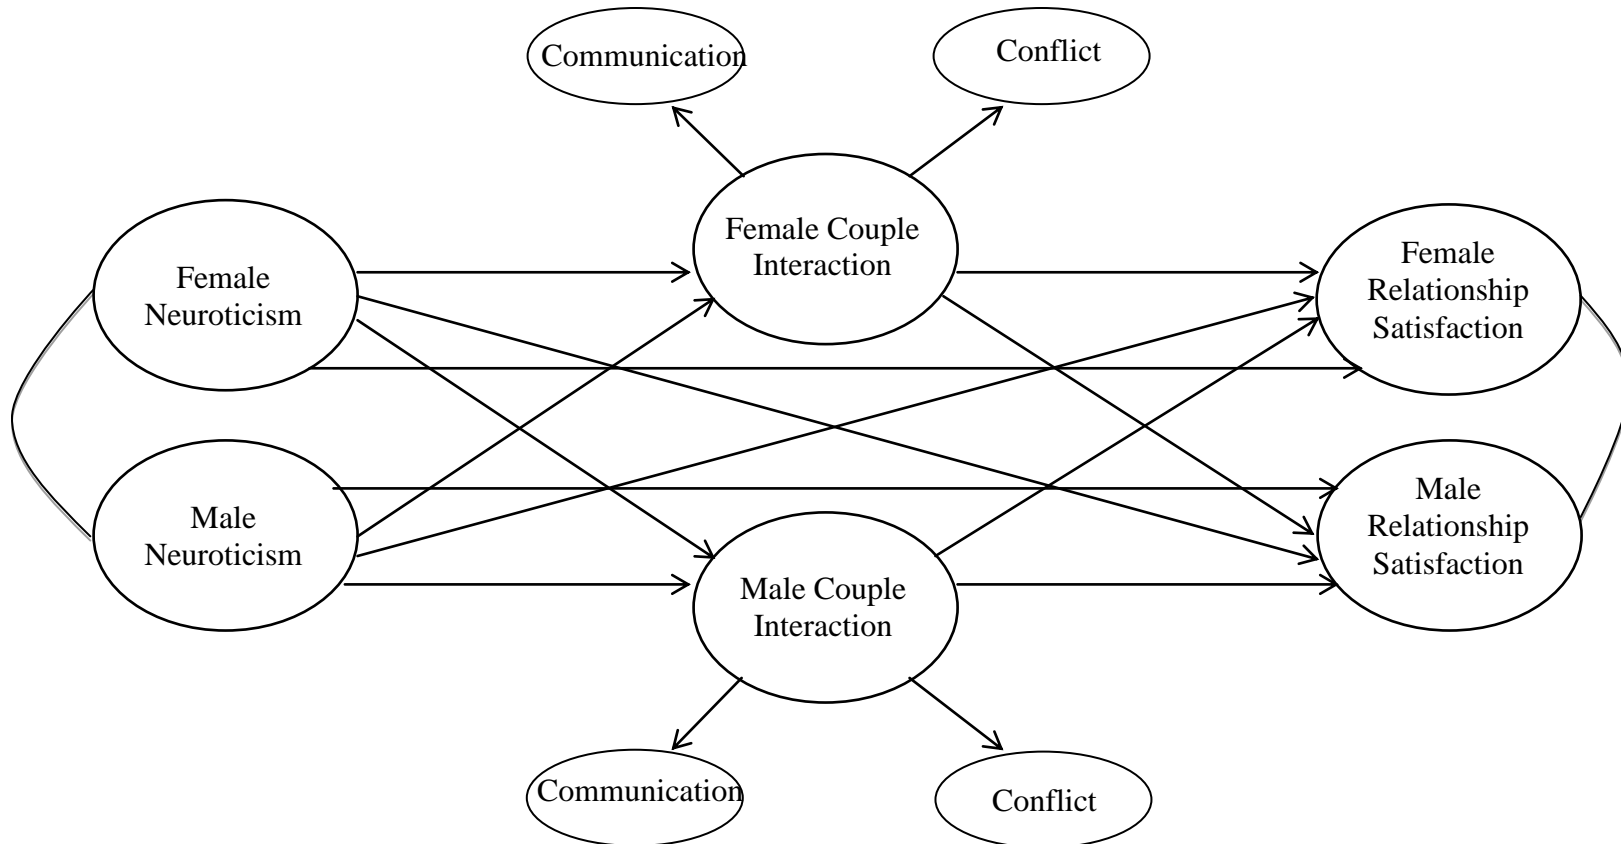 Communication
Conflict
Female Couple
Interaction
Female
Neuroticism
Female
Relationship
Satisfaction
Male
Neuroticism
Male Couple
Interaction
Male
Relationship
Satisfaction
Communication
Conflict